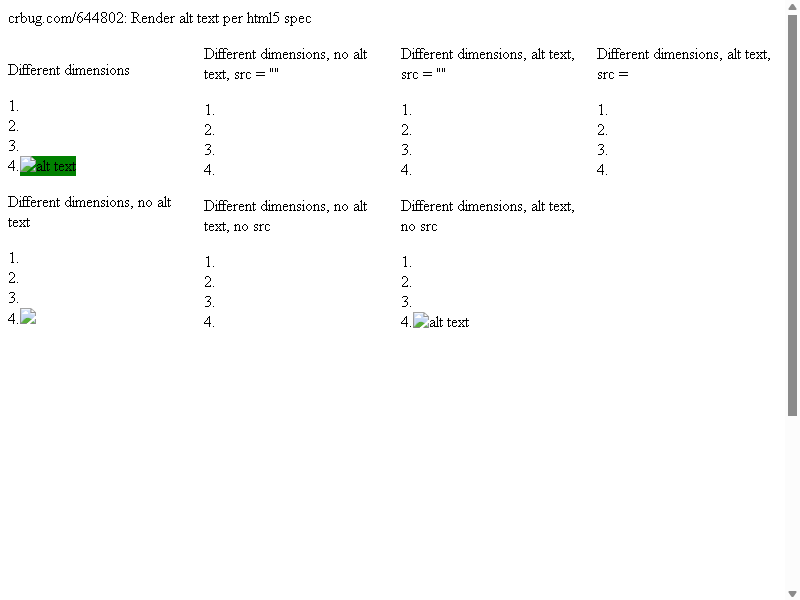 crbug.com/644802: Render alt text per html5 spec
Different dimensions
1.
2.
3.
4. alt text
Different dimensions, no alt
text
1.
2.
3.
4.
Different dimensions, no alt
text, src = ""
1.
2.
3.
4.
Different dimensions, no alt
text, no src
1.
2.
3.
4.
Different dimensions, alt text,
src = ""
1.
2.
3.
4.
Different dimensions, alt text,
no src
1.
2.
3.
4. alt text
Different dimensions, alt text,
src =
1.
2.
3.
4.